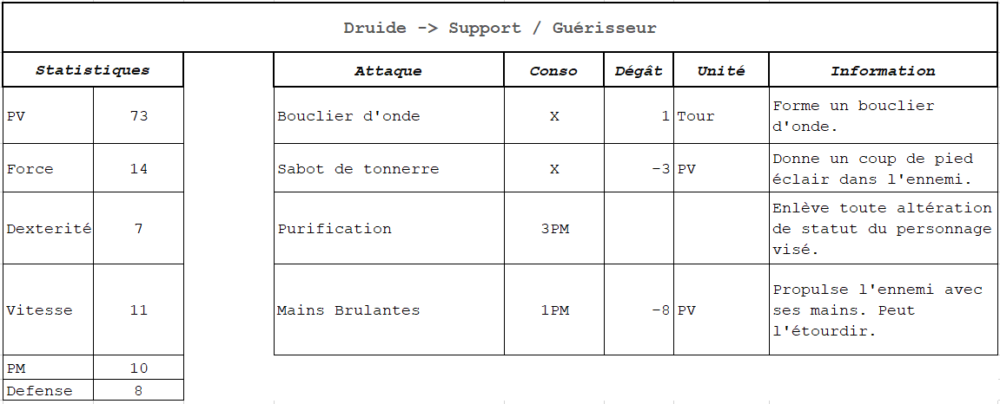 Druide -> Support / Guérisseur
Statistiques Attaque Conso Dégât Unité Information
PV 73 Bouclier d'onde X 1 Tour Forme un bouclier
d'onde.
Force 14 Sabot de tonnerre X -3 PV Donne un coup de pied
éclair dans l'ennemi.
Dexterité 7 Purification 3PM Enlève toute altération
de statut du personnage
visé.
Vitesse 11 Mains Brulantes 1PM -8 PV Propulse l'ennemi avec
ses mains. Peut
l'étourdir.
PM 10
Defense 8